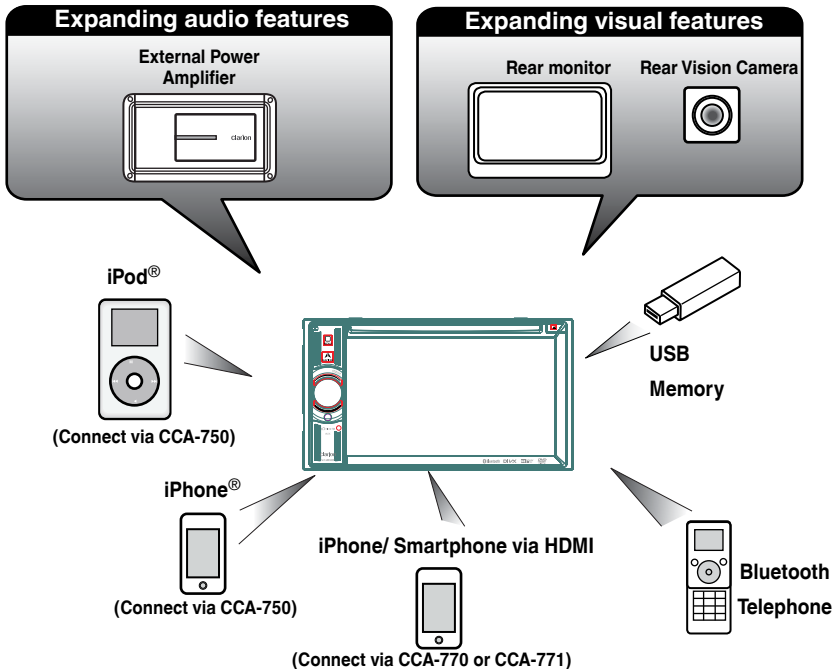 Expanding audio features
External Power
Amplifier
clarion
Expanding visual features
Rear monitor
Rear Vision Camera
iPod®
(Connect via CCA-750)
USB
Memory
iPhone®
(Connect via CCA-750)
iPhone/ Smartphone via HDMI
(Connect via CCA-770 or CCA-771)
Bluetooth
Telephone